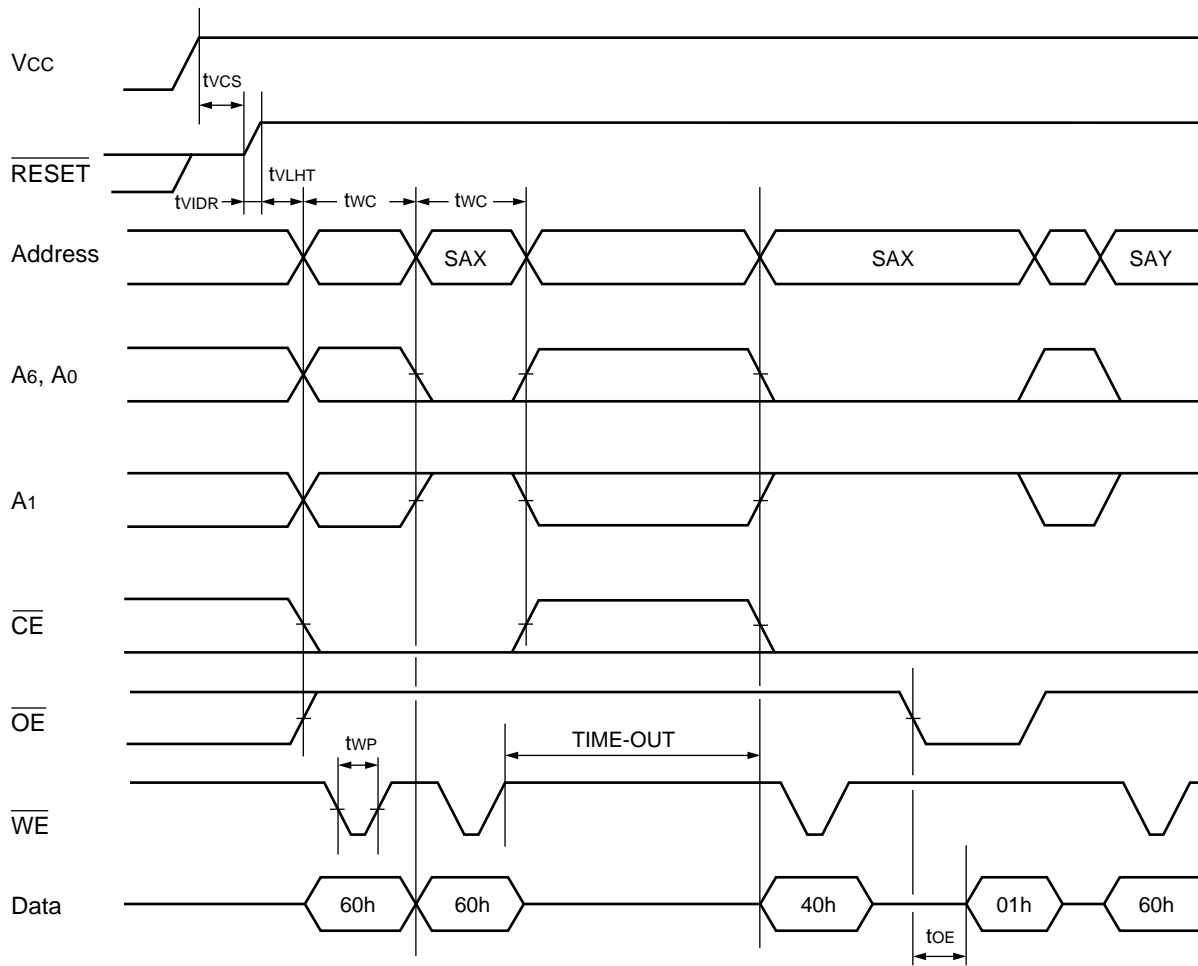 VCC
tVCS
RESET
tVIDR
tVLHT
tWC
tWC
Address
SAX
SAX
SAY
A6, A0
A1
CE
OE
tWP
TIME-OUT
WE
Data
60h
60h
40h
01h
60h
tOE